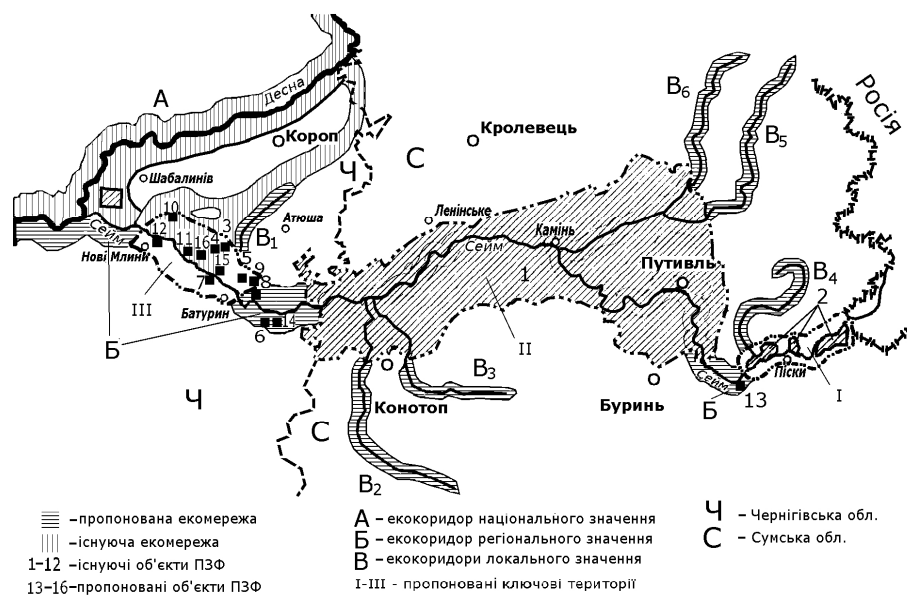 Росія
В₆
А
Десна
В₅
Короп
Кролевець
С
Ч
Шабалинів
10
3
Атюша
Ленінське
Сейм
12
4
В₁
Камінь
Сейм
11
16
5
Нові Млини
15
9
1
Путивль
В₄
7
8
2
III
Батурин
II
Б
6
14
Піски
В₃
Сейм
I
Ч
Конотоп
Буринь
Б
13
С
В₂
–пропонована екомережа
–існуюча екомережа
1–12–існуючі об'єкти ПЗФ
13–16–пропоновані об'єкти ПЗФ
А – екокоридор національного значення
Б – екокоридор регіонального значення
В – екокоридори локального значення
I–III - пропоновані ключові території
Ч – Чернігівська обл.
С – Сумська обл.